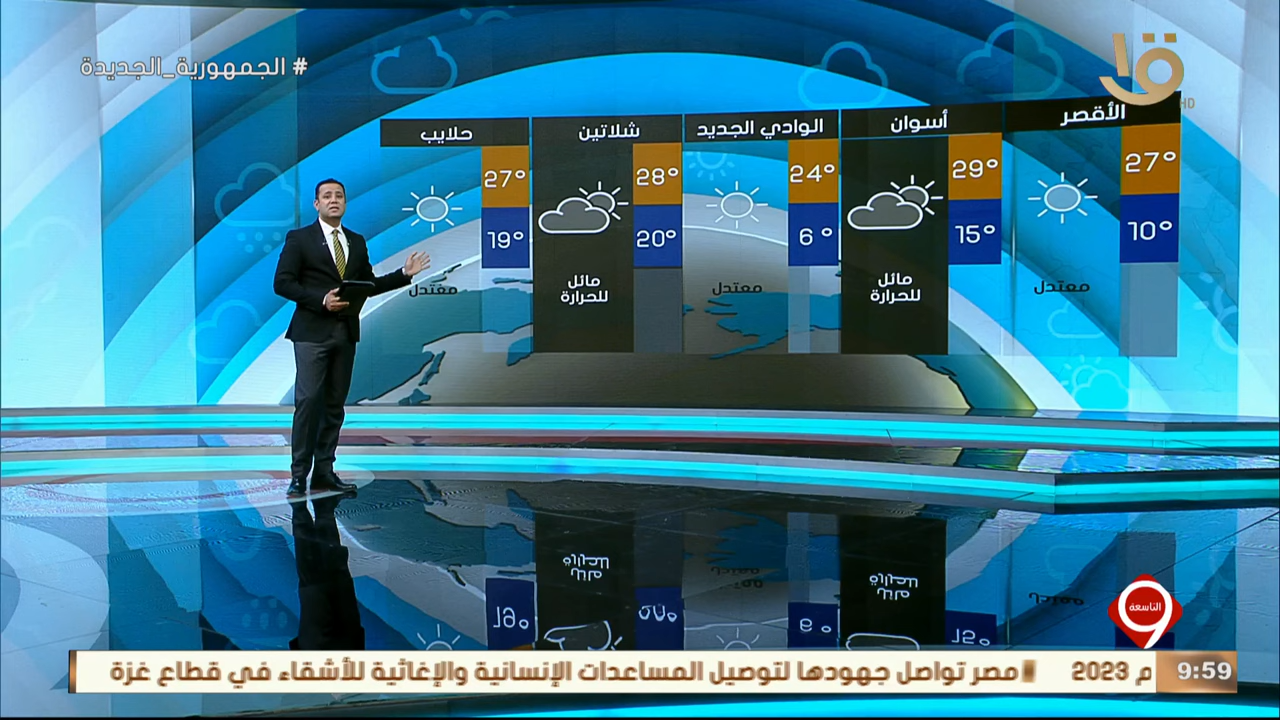 # الجمهورية_الجديدة
١ق
HD
الأقصر
27°
10°
معتدل
أسوان
29°
15°
مائل
للحرارة
الوادي الجديد
24°
6°
معتدل
شلاتين
28°
20°
مائل
للحرارة
حلايب
27°
19°
معتدل
التاسعة
9
9:59
م 2023
مصر تواصل جهودها لتوصيل المساعدات الإنسانية والإغاثية للأشقاء في قطاع غزة